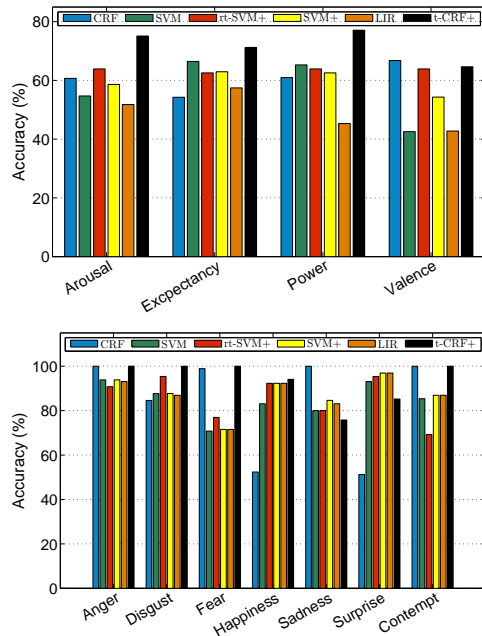 CRF SVM rt-SVM+ SVM+ LIR t-CRF+
80
60
40
20
0
Accuracy (%)
Arousal Excpectancy Power Valence
CRF SVM rt-SVM+ SVM+ LIR t-CRF+
100
80
60
40
20
0
Accuracy (%)
Anger Disgust Fear Happiness Sadness Surprise Contempt